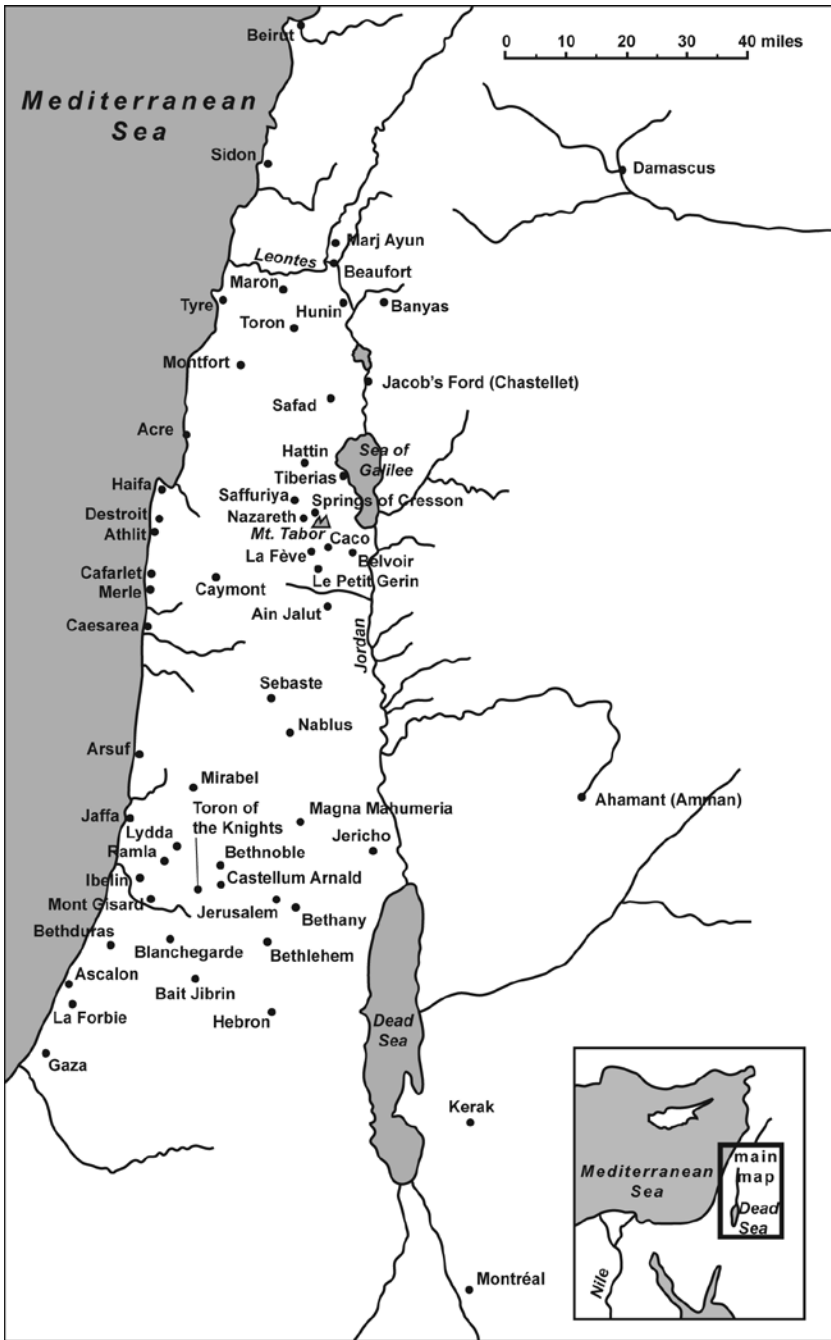 Beirut
0 10 20 30 40 miles
Mediterranean
Sea
Sidon
Damascus
Marj Ayun
Leontes
Beaufort
Maron
Tyre
Hunin
Banyas
Toron
Montfort
Jacob's Ford (Chastellet)
Safad
Acre
Hattin
Sea of
Galilee
Tiberias
Haifa
Saffuriya
Springs of Cresson
Destroit
Nazareth
Athlit
Mt. Tabor
Caco
La Fève
Belvoir
Cafarlet
Caymont
Le Petit Gerin
Merle
Ain Jalut
Caesarea
Jordan
Sebaste
Nablus
Arsuf
Mirabel
Ahamant (Amman)
Jaffa
Toron of
the Knights
Magna Mahumeria
Lydda
Jericho
Ramla
Bethnoble
Ibelin
Castellum Arnald
Mont Gisard
Jerusalem
Bethany
Bethduras
Blanchegarde
Bethlehem
Ascalon
Bait Jibrin
La Forbie
Hebron
Dead
Sea
Gaza
Kerak
Montréal
main
map
Mediterranean
Sea
Dead
Sea
Nile